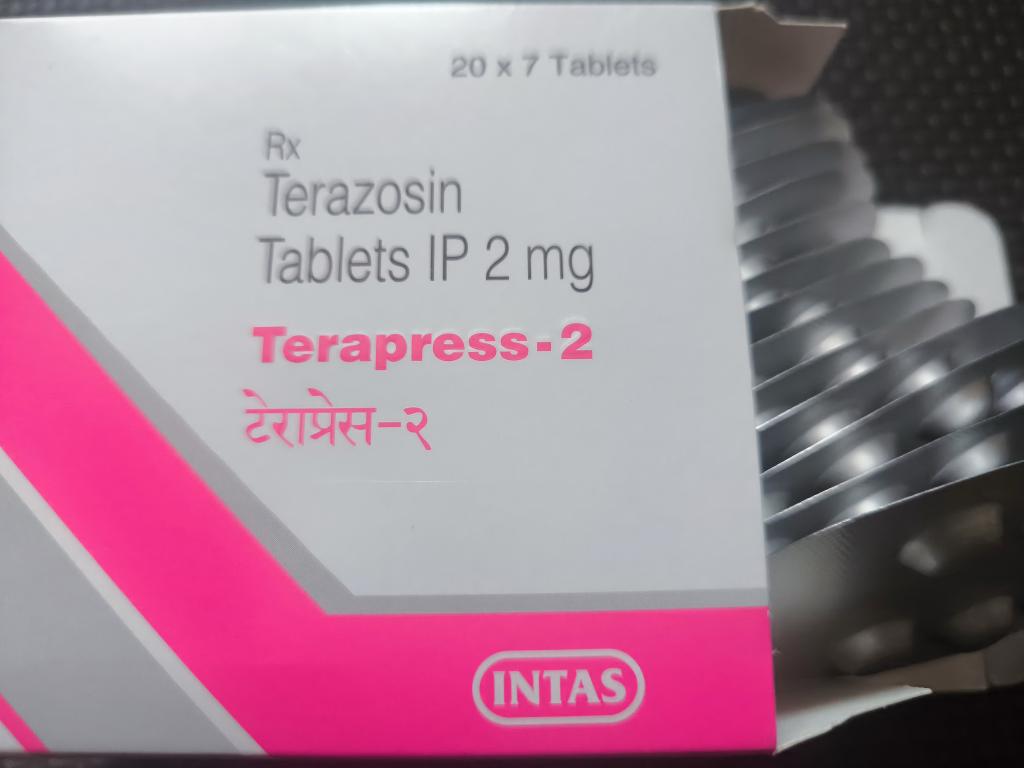 20 x 7 Tablets
Rx
Terazosin
Tablets IP 2 mg
Terapress-2
टेराप्रेस-२
INTAS